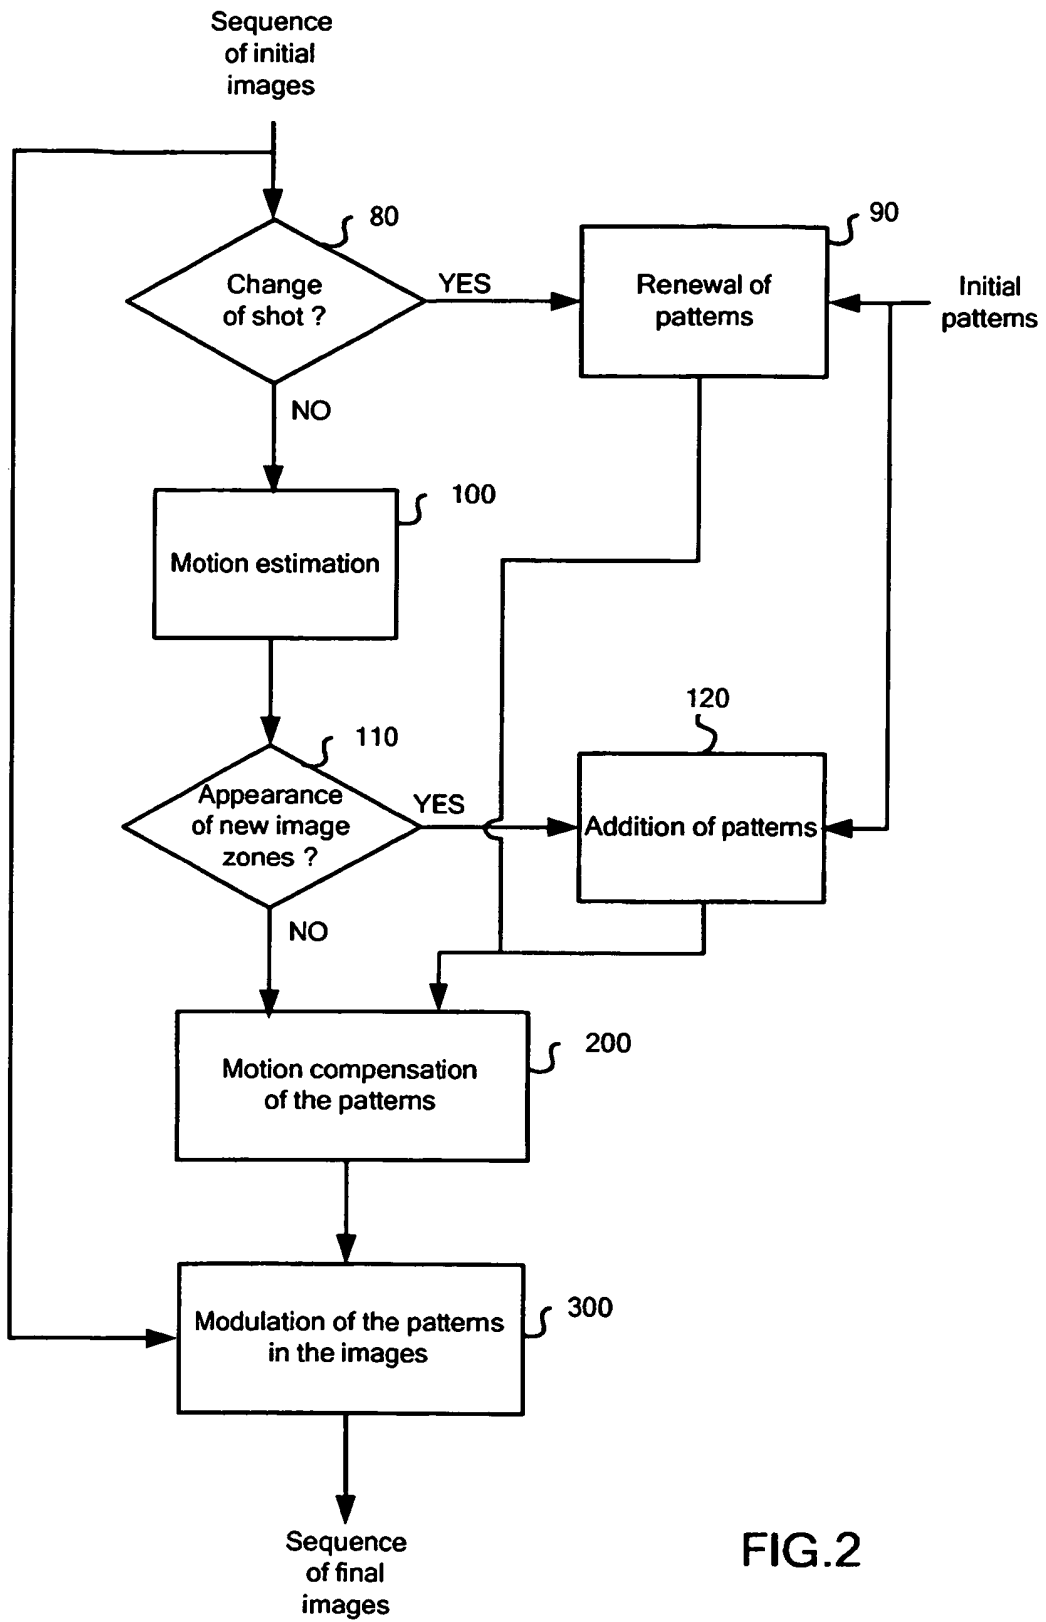 Sequence
of initial
images
80
Change
of shot ?
YES
NO
90
Renewal of
patterns
Initial
patterns
100
Motion estimation
110
Appearance
of new image
zones ?
YES
NO
120
Addition of patterns
200
Motion compensation
of the patterns
300
Modulation of the patterns
in the images
Sequence
of final
images
FIG.2